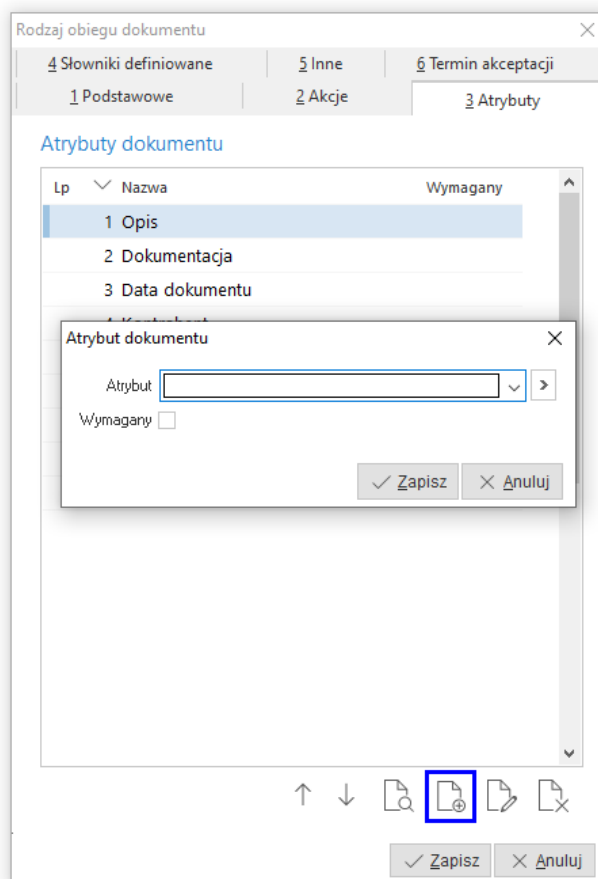 Rodzaj obiegu dokumentu
4 Słowniki definiowane 5 Inne 6 Termin akceptacji
1 Podstawowe 2 Akcje 3 Atrybuty
Atrybuty dokumentu
Lp Nazwa Wymagany
1 Opis
2 Dokumentacja
3 Data dokumentu
Atrybut dokumentu
Atrybut
Wymagany
Zapisz Anuluj
Zapisz Anuluj